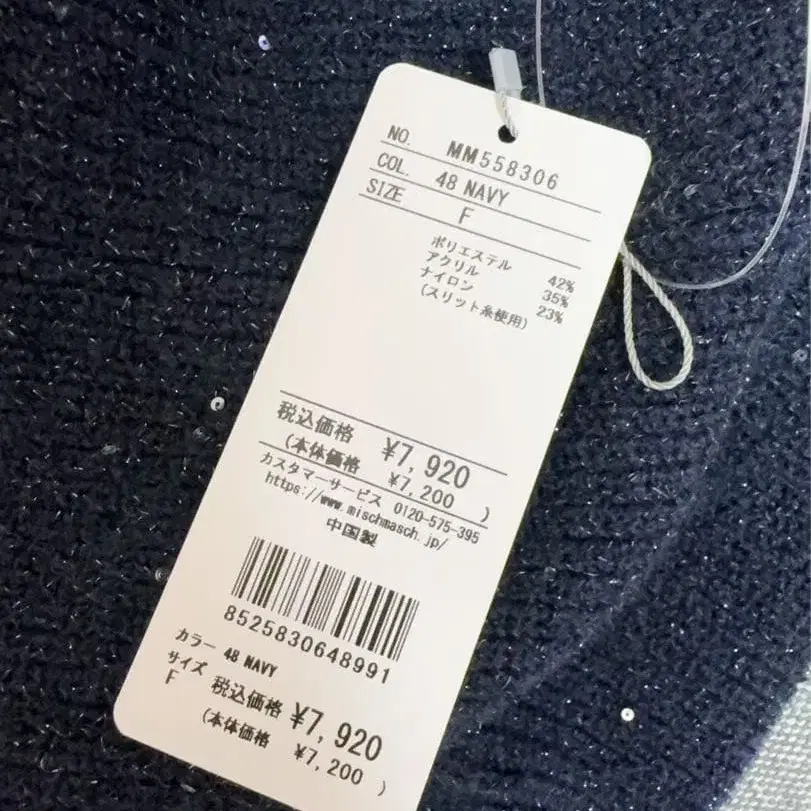 NO. MM558306
COL. 48 NAVY
SIZE F
ポリエステル 42%
アクリル 35%
ナイロン 23%
(スリット糸使用)
税込価格 ¥7,920
(本体価格 ¥7,200 )
カスタマーサービス 0120-575-395
https://www.mischmasch.jp/
中国製
8525830648991
カラー 48 NAVY
サイズ F
税込価格 ¥7,920
(本体価格 ¥7,200 )